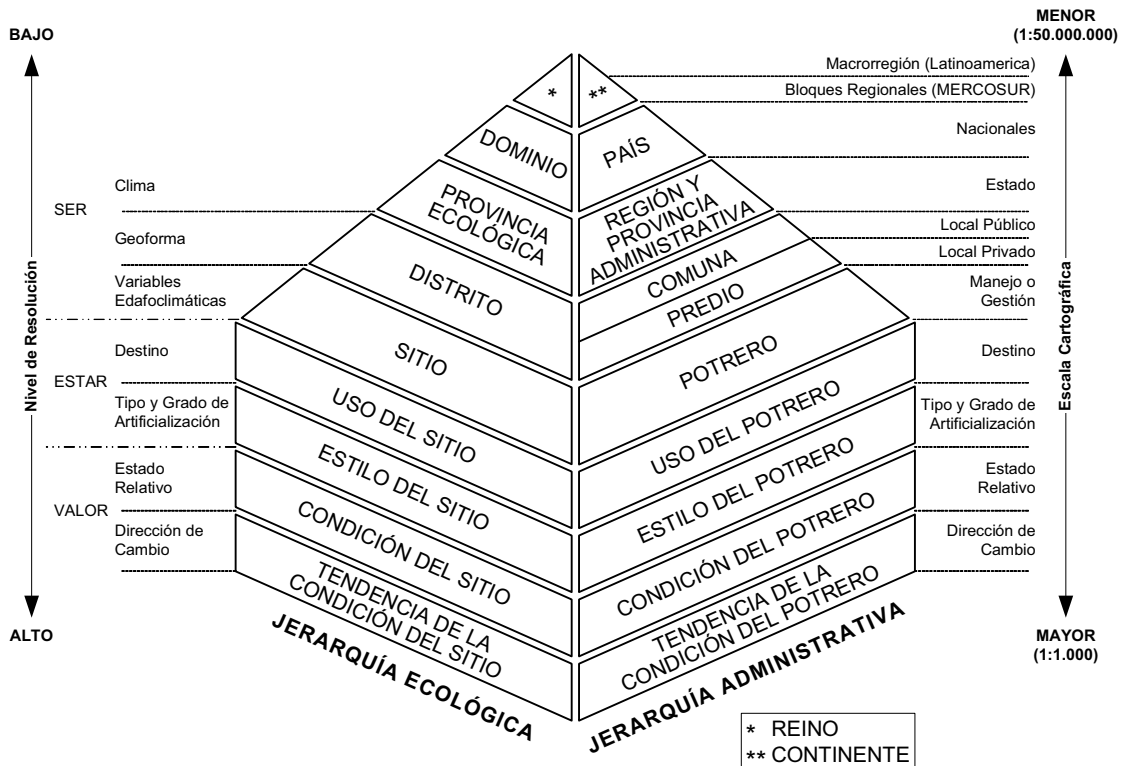 BAJO
Nivel de Resolución
ALTO
SER
ESTAR
VALOR
Clima
Geoforma
Variables
Edafoclimáticas
Destino
Tipo y Grado de
Artificialización
Estado
Relativo
Dirección de
Cambio
*
DOMINIO
PROVINCIA
ECOLÓGICA
DISTRITO
SITIO
USO DEL SITIO
ESTILO DEL SITIO
CONDICIÓN DEL SITIO
TENDENCIA DE LA
CONDICIÓN DEL SITIO
JERARQUÍA ECOLÓGICA
**
PAÍS
REGIÓN Y
PROVINCIA
ADMINISTRATIVA
COMUNA
PREDIO
POTRERO
USO DEL POTRERO
ESTILO DEL POTRERO
CONDICIÓN DEL POTRERO
TENDENCIA DE LA
CONDICIÓN DEL POTRERO
JERARQUÍA ADMINISTRATIVA
Macrorregión (Latinoamerica)
Bloques Regionales (MERCOSUR)
Nacionales
Estado
Local Público
Local Privado
Manejo o
Gestión
Destino
Tipo y Grado de
Artificialización
Estado
Relativo
Dirección de
Cambio
MENOR
(1:50.000.000)
Escala Cartográfica
MAYOR
(1:1.000)
* REINO
** CONTINENTE